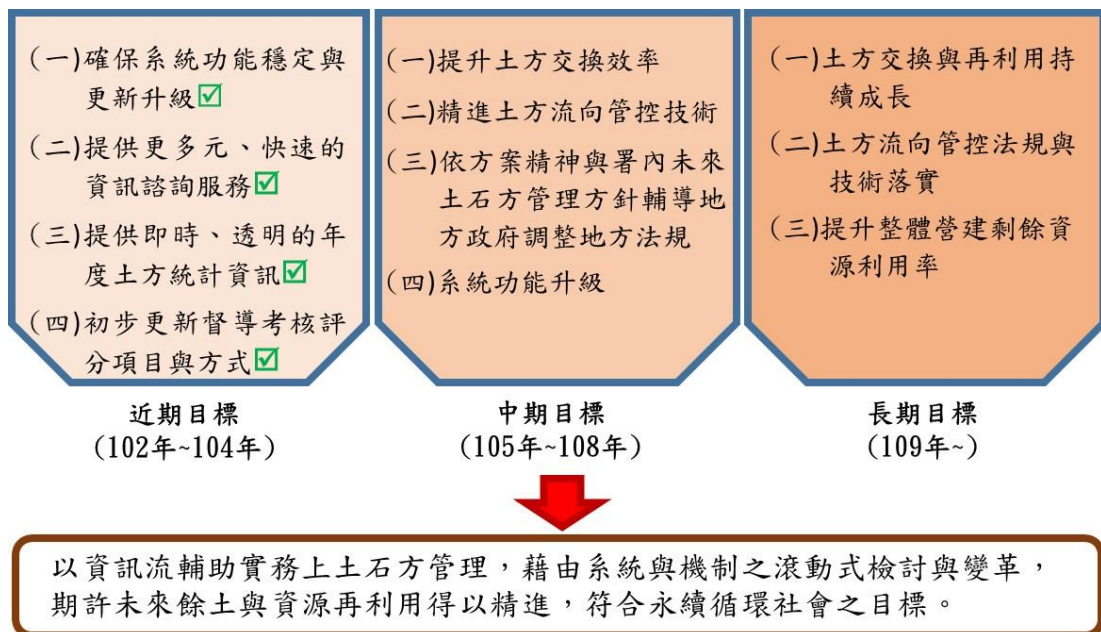 (一)確保系統功能穩定與
更新升級☑
(二)提供更多元、快速的
資訊諮詢服務☑
(三)提供即時、透明的年
度土方統計資訊☑
(四)初步更新督導考核評
分項目與方式☑
近期目標
(102年~104年)
(一)提升土方交換效率
(二)精進土方流向管控技術
(三)依方案精神與署內未來
土石方管理方針輔導地
方政府調整地方法規
(四)系統功能升級
中期目標
(105年~108年)
(一)土方交換與再利用持
續成長
(二)土方流向管控法規與
技術落實
(三)提升整體營建剩餘資
源利用率
長期目標
(109年~)
以資訊流輔助實務上土石方管理，藉由系統與機制之滾動式檢討與變革，
期許未來餘土與資源再利用得以精進，符合永續循環社會之目標。